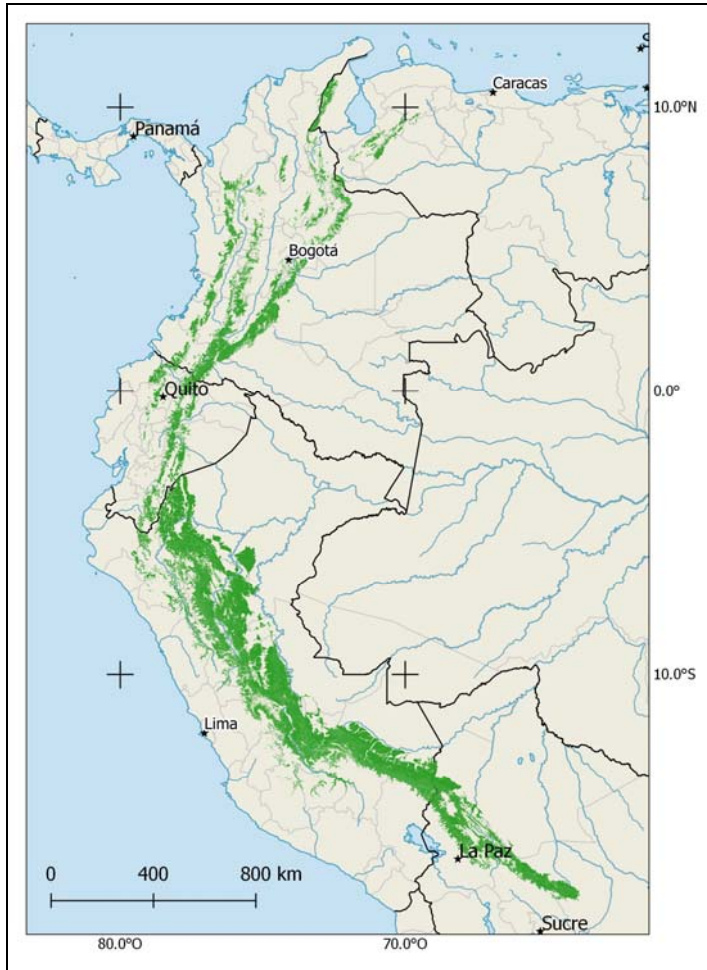 S
Caracas
10.0°N
Panamá
Bogotá
Quito
0.0°
10.0°S
Lima
La Paz
0 400 800 km
Sucre
80.0°O 70.0°O